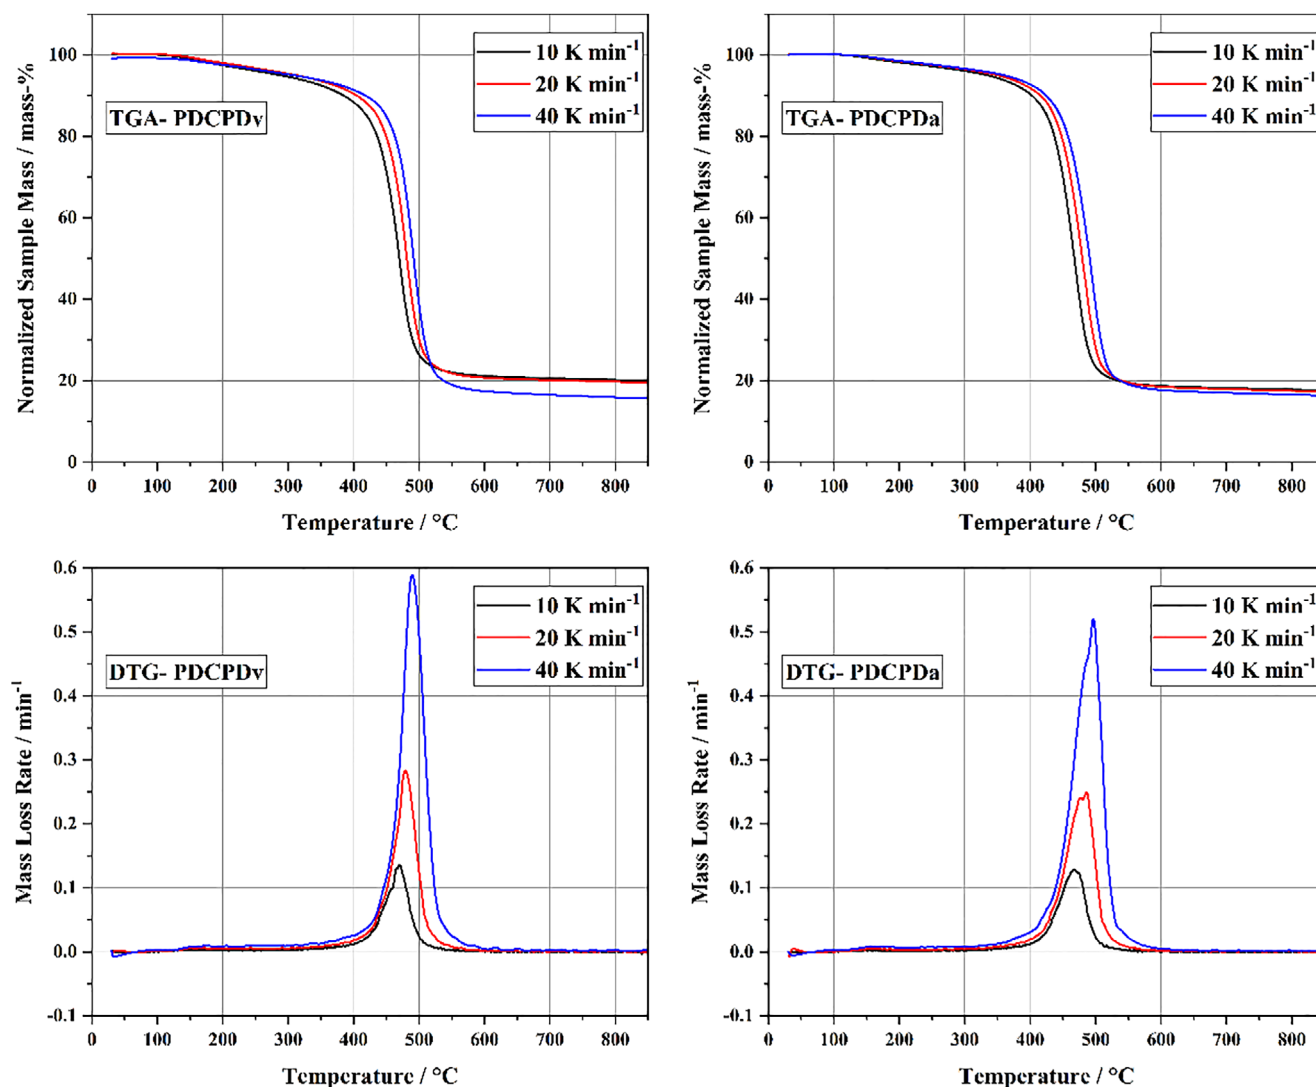 Normalized Sample Mass / mass-%
100
80
60
40
20
0
TGA- PDCPDv
10 K min⁻¹
20 K min⁻¹
40 K min⁻¹
0 100 200 300 400 500 600 700 800
Temperature / °C
Normalized Sample Mass / mass-%
100
80
60
40
20
0
TGA- PDCPDa
10 K min⁻¹
20 K min⁻¹
40 K min⁻¹
0 100 200 300 400 500 600 700 800
Temperature / °C
Mass Loss Rate / min⁻¹
0.6
0.5
0.4
0.3
0.2
0.1
0.0
-0.1
DTG- PDCPDv
10 K min⁻¹
20 K min⁻¹
40 K min⁻¹
0 100 200 300 400 500 600 700 800
Temperature / °C
Mass Loss Rate / min⁻¹
0.6
0.5
0.4
0.3
0.2
0.1
0.0
-0.1
DTG- PDCPDa
10 K min⁻¹
20 K min⁻¹
40 K min⁻¹
0 100 200 300 400 500 600 700 800
Temperature / °C